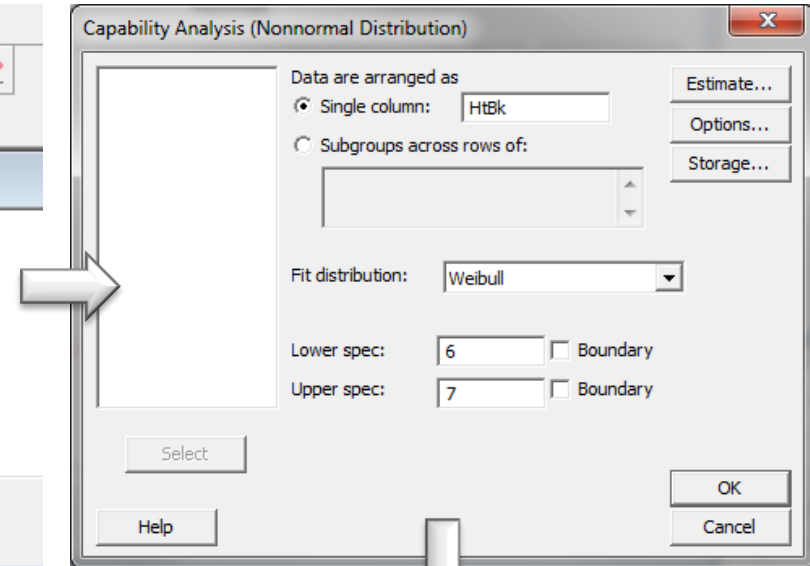 Capability Analysis (Nonnormal Distribution)
Data are arranged as
Single column: HtBk
Subgroups across rows of:
Estimate...
Options...
Storage...
Fit distribution: Weibull
Lower spec: 6 Boundary
Upper spec: 7 Boundary
Select
OK
Help
Cancel